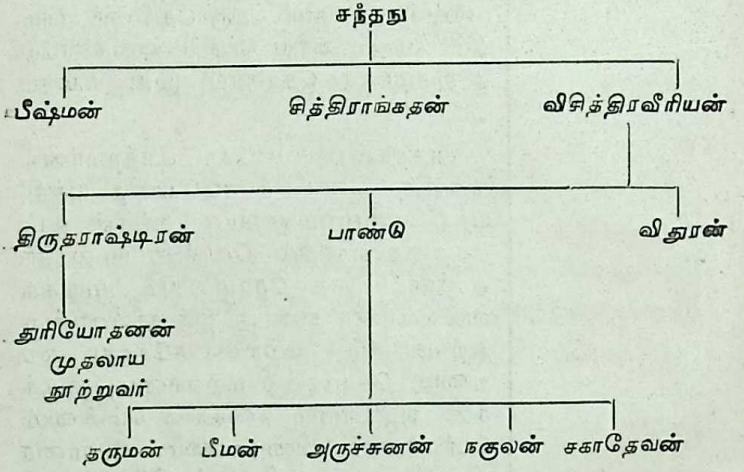 சந்தநு
பீஷ்மன் சித்திராங்கதன் விசித்திரவீரியன்
திருதராஷ்டிரன் பாண்டு விதுரன்
துரியோதனன்
முதலாய
நூற்றுவர்
தருமன் பீமன் அருச்சுனன் நகுலன் சகாதேவன்